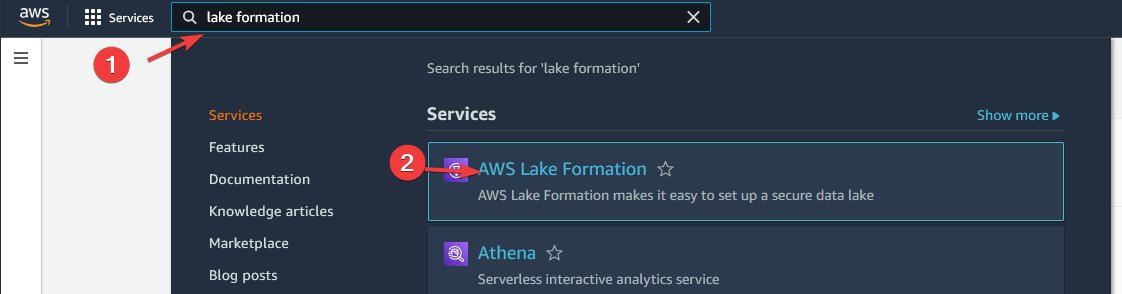 aws
Services
lake formation
1
Search results for 'lake formation'
Services
Features
Documentation
Knowledge articles
Marketplace
Blog posts
Services
Show more
2
AWS Lake Formation
AWS Lake Formation makes it easy to set up a secure data lake
Athena
Serverless interactive analytics service